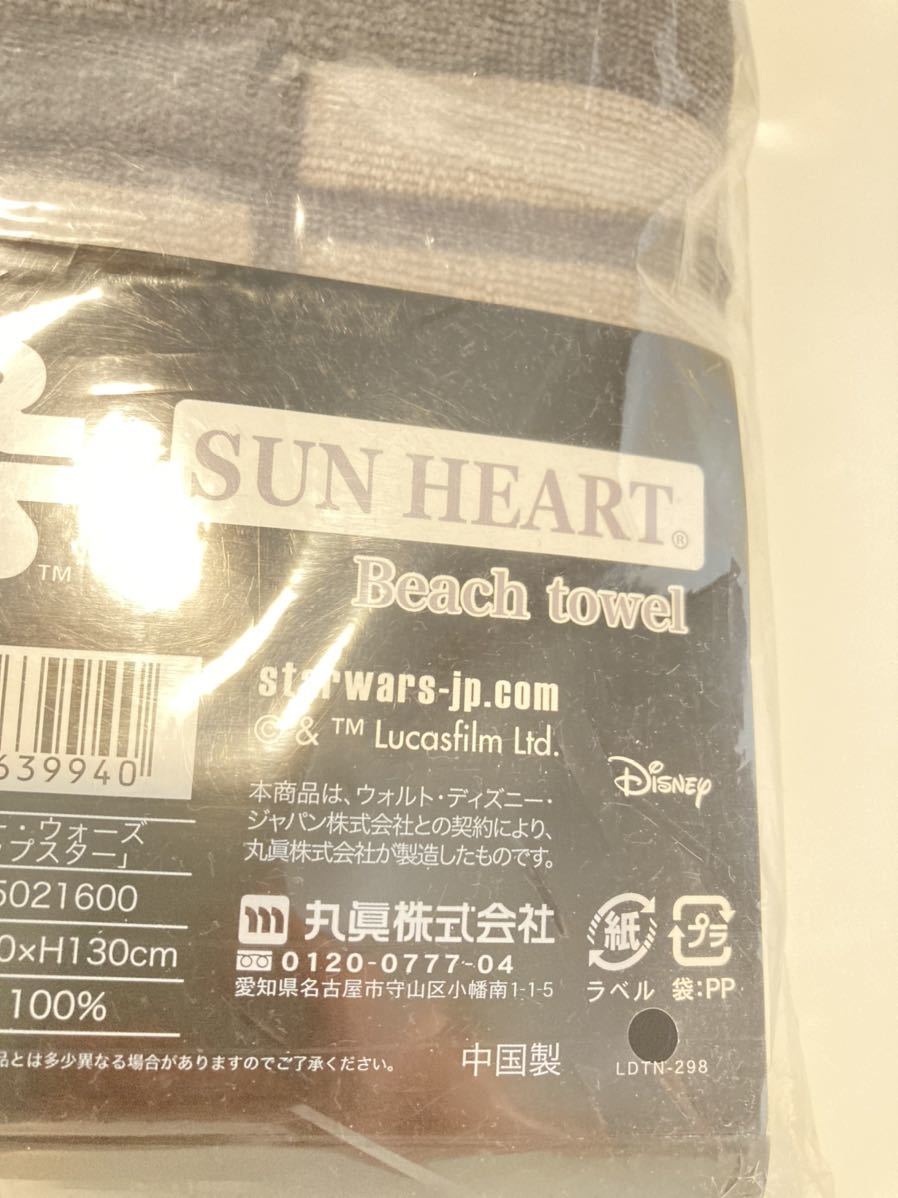 SUN HEART®
Beach towel
TM
starwars-jp.com
© & ™ Lucasfilm Ltd.
639940
Disney
本商品は、ウォルト・ディズニー・
ジャパン株式会社との契約により、
丸眞株式会社が製造したものです。
・ウォーズ
プスター」
5021600
0×H130cm
100%
丸眞株式会社
0120-0777-04
愛知県名古屋市守山区小幡南1-1-5
紙
プラ
ラベル
袋:PP
品とは多少異なる場合がありますのでご了承ください。
中国製
LDTN-298